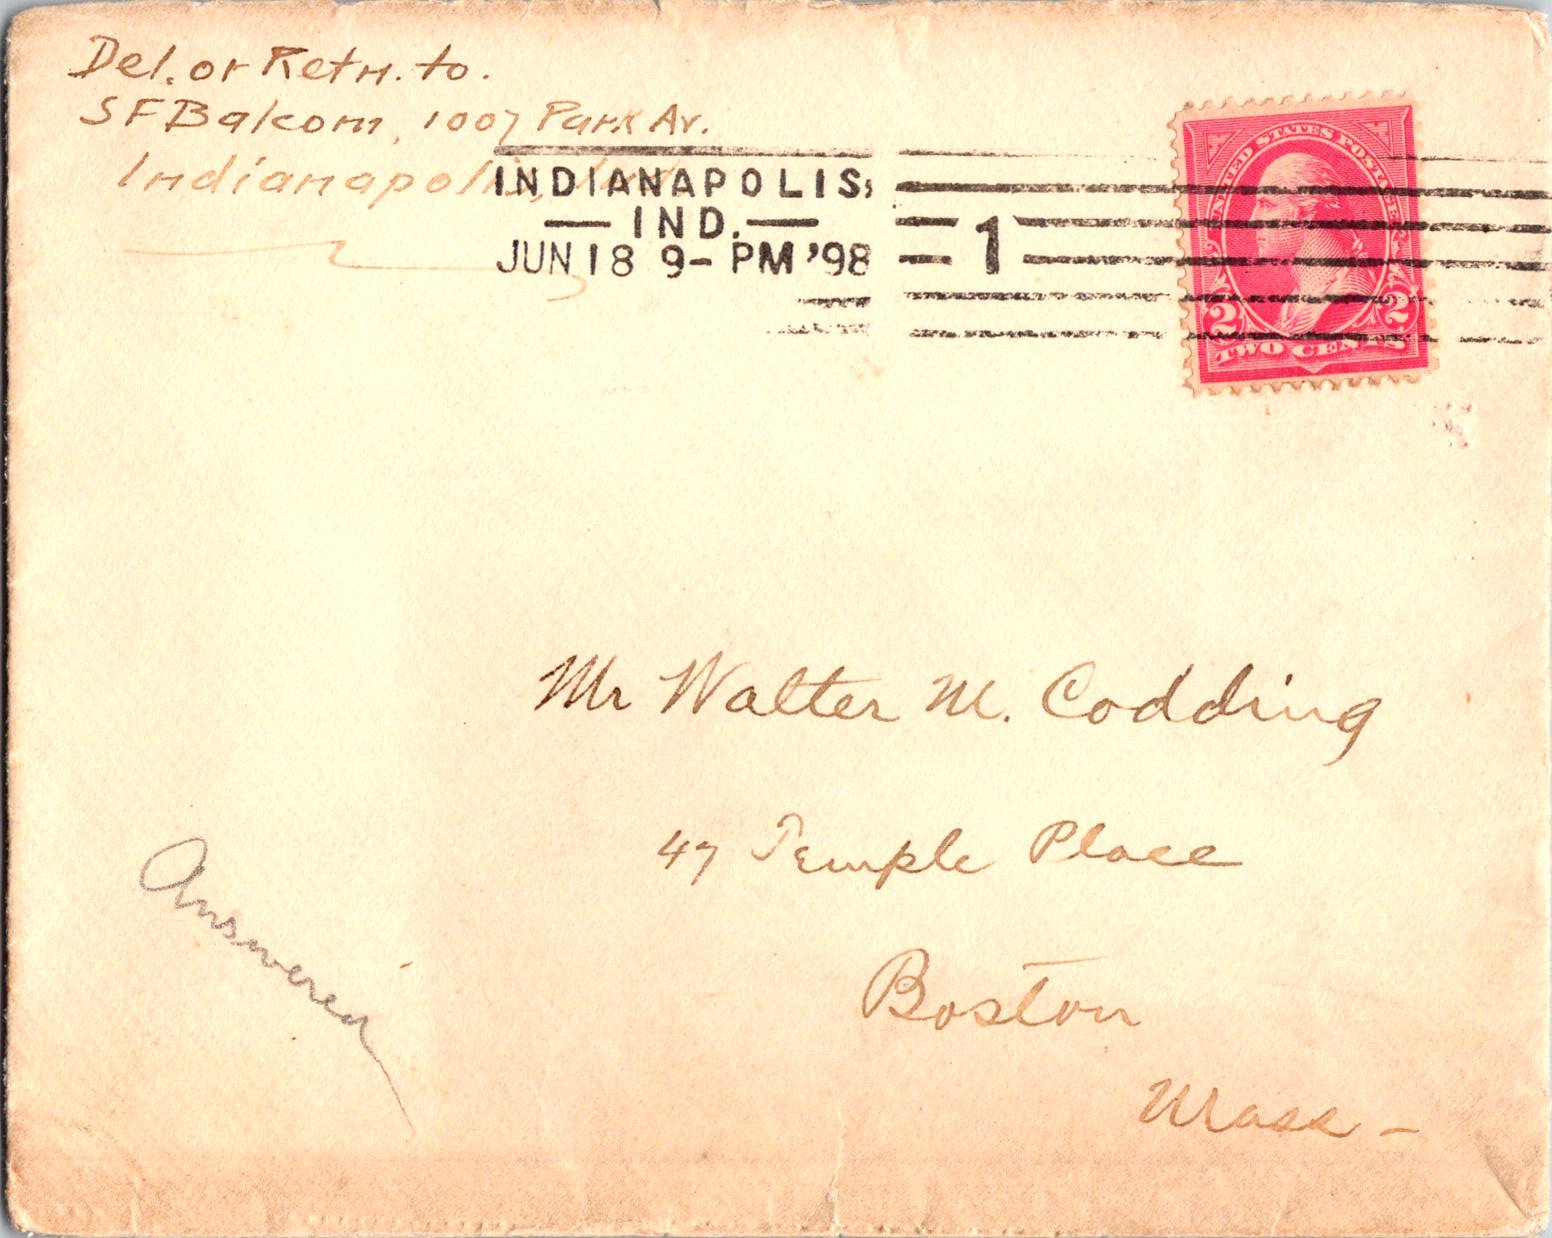 Del. or Retn. to.
S F Balcom, 1007 Park Av.
Indianapolis,
INDIANAPOLIS,
IND.
JUN 18 9- PM '98
1
UNITED STATES POSTAGE
2 2
TWO CENTS
Mr Walter M. Codding
47 Temple Place
Boston
Mass -
Answered